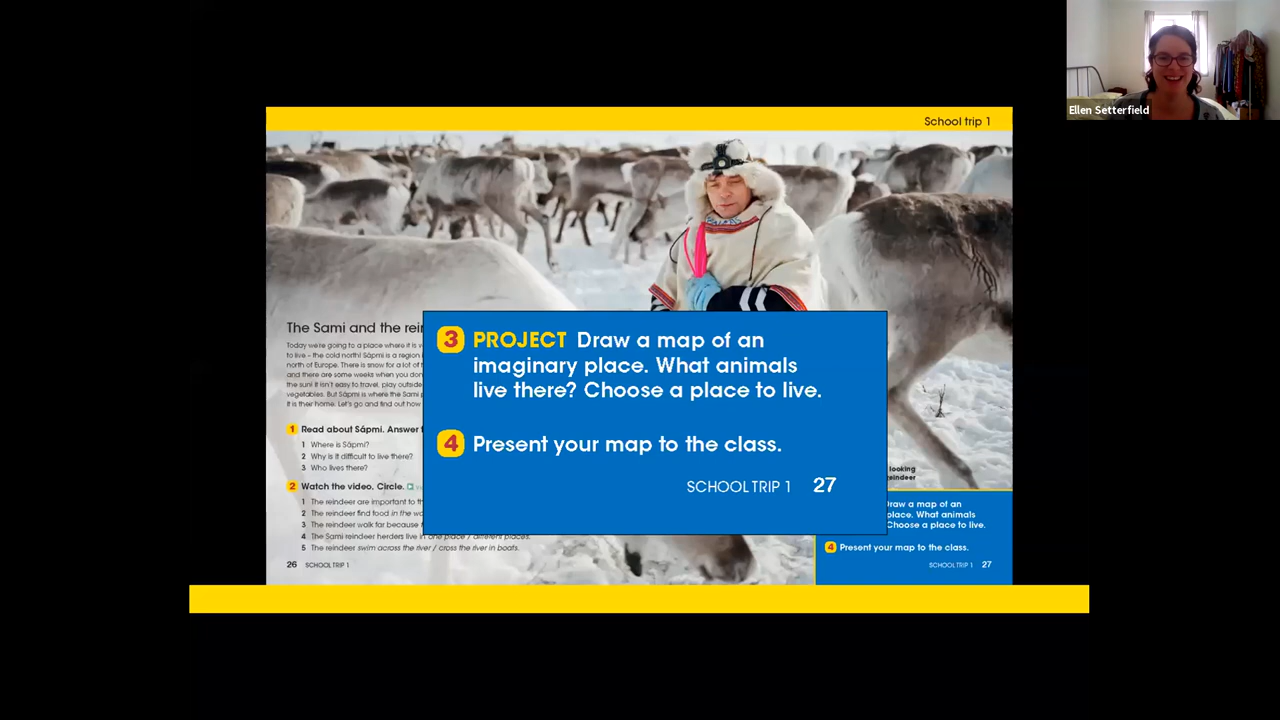 Ellen Setterfield
School trip 1
The Sami and the rei
Today we're going to a place where it is v
to live – the cold north! Sápmi is a region
north of Europe. There is snow for a lot of
and there are some weeks when you don
the sun! It isn't easy to travel, play outside
vegetables. But Sápmi is where the Sami p
it is their home. Let's go and find out how
1 Read about Sápmi. Answer
1 Where is Sápmi?
2 Why is it difficult to live there?
3 Who lives there?
2 Watch the video. Circle.
1 The reindeer are important to th
2 The reindeer find food in the w
3 The reindeer walk far because
4 The Sami reindeer herders live in one place / different places.
5 The reindeer swim across the river / cross the river in boats.
26 SCHOOL TRIP 1
3 PROJECT Draw a map of an
imaginary place. What animals
live there? Choose a place to live.
4 Present your map to the class.
SCHOOL TRIP 1 27
looking
reindeer
raw a map of an
lace. What animals
Choose a place to live.
4 Present your map to the class.
SCHOOL TRIP 1 27